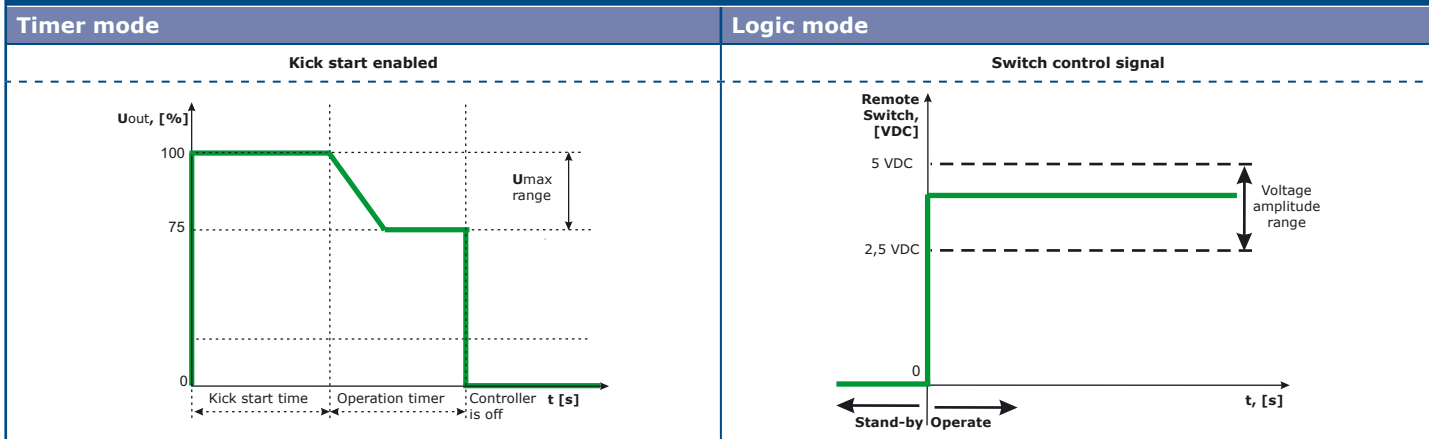 Timer mode
Kick start enabled
Uout, [%]
100
75
0
Umax
range
Kick start time
Operation timer
Controller
is off
t [s]
Logic mode
Switch control signal
Remote
Switch,
[VDC]
5 VDC
2,5 VDC
0
Voltage
amplitude
range
t, [s]
Stand-by
Operate